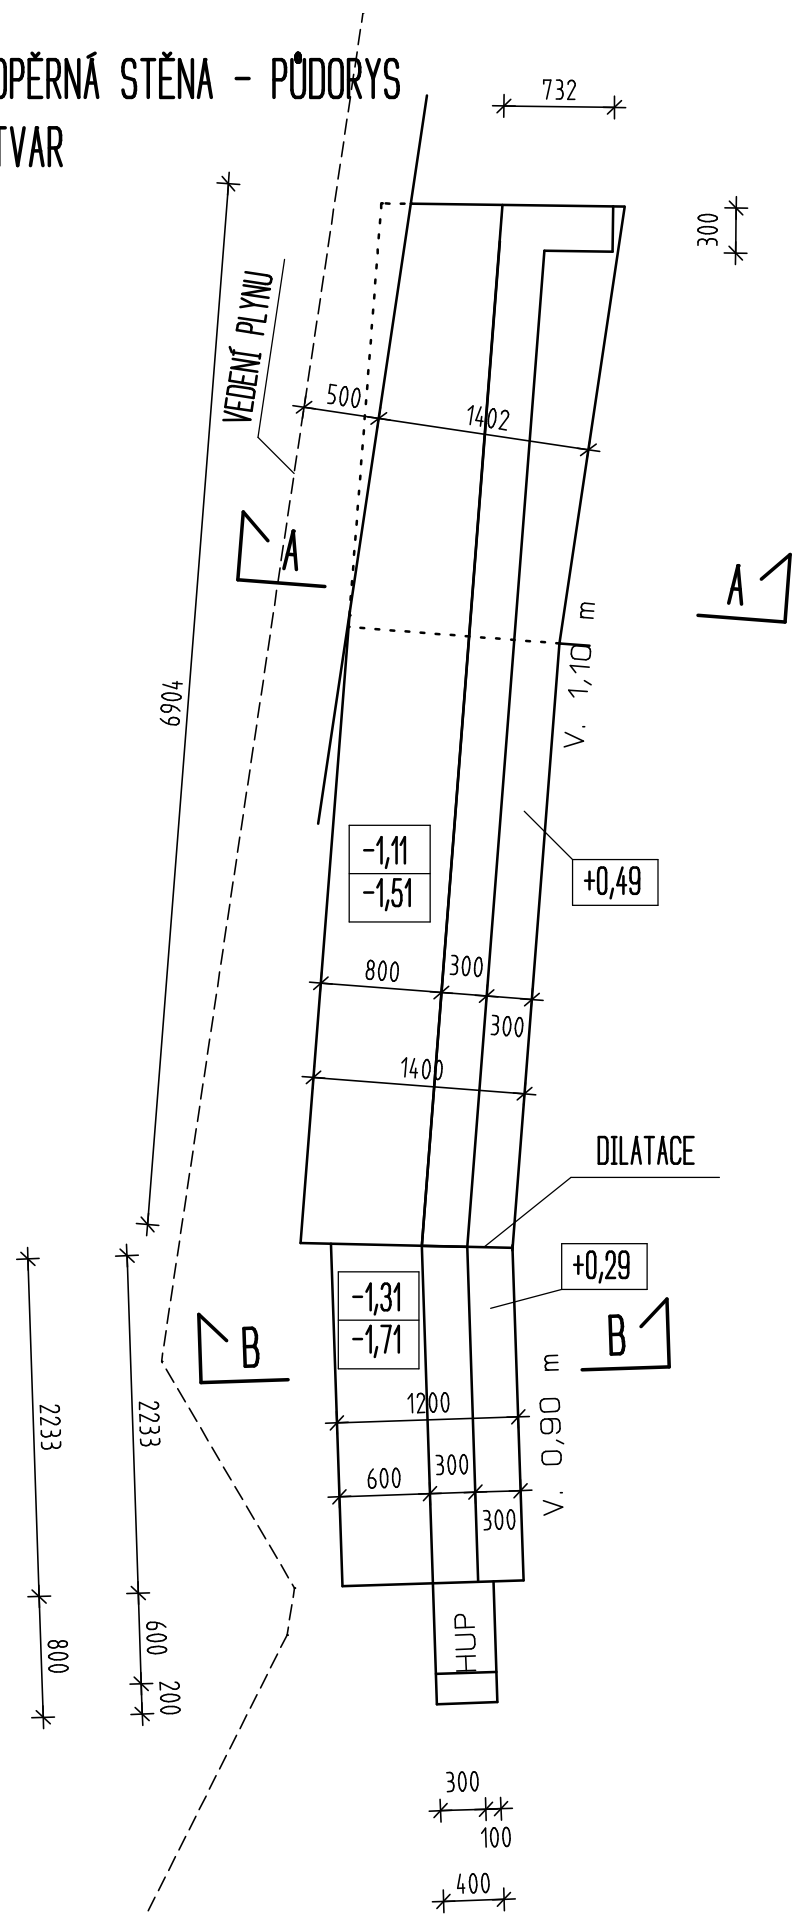 OPĚRNÁ STĚNA - PŮDORYS
TVAR
732
300
VEDENÍ PLYNU
500
1402
A
A
V. 1,10 m
6904
-1,11
-1,51
+0,49
800
300
300
1400
DILATACE
+0,29
-1,31
-1,71
B
B
V. 0,90 m
2233
2233
1200
600
300
300
800
600
200
HUP
300
100
400